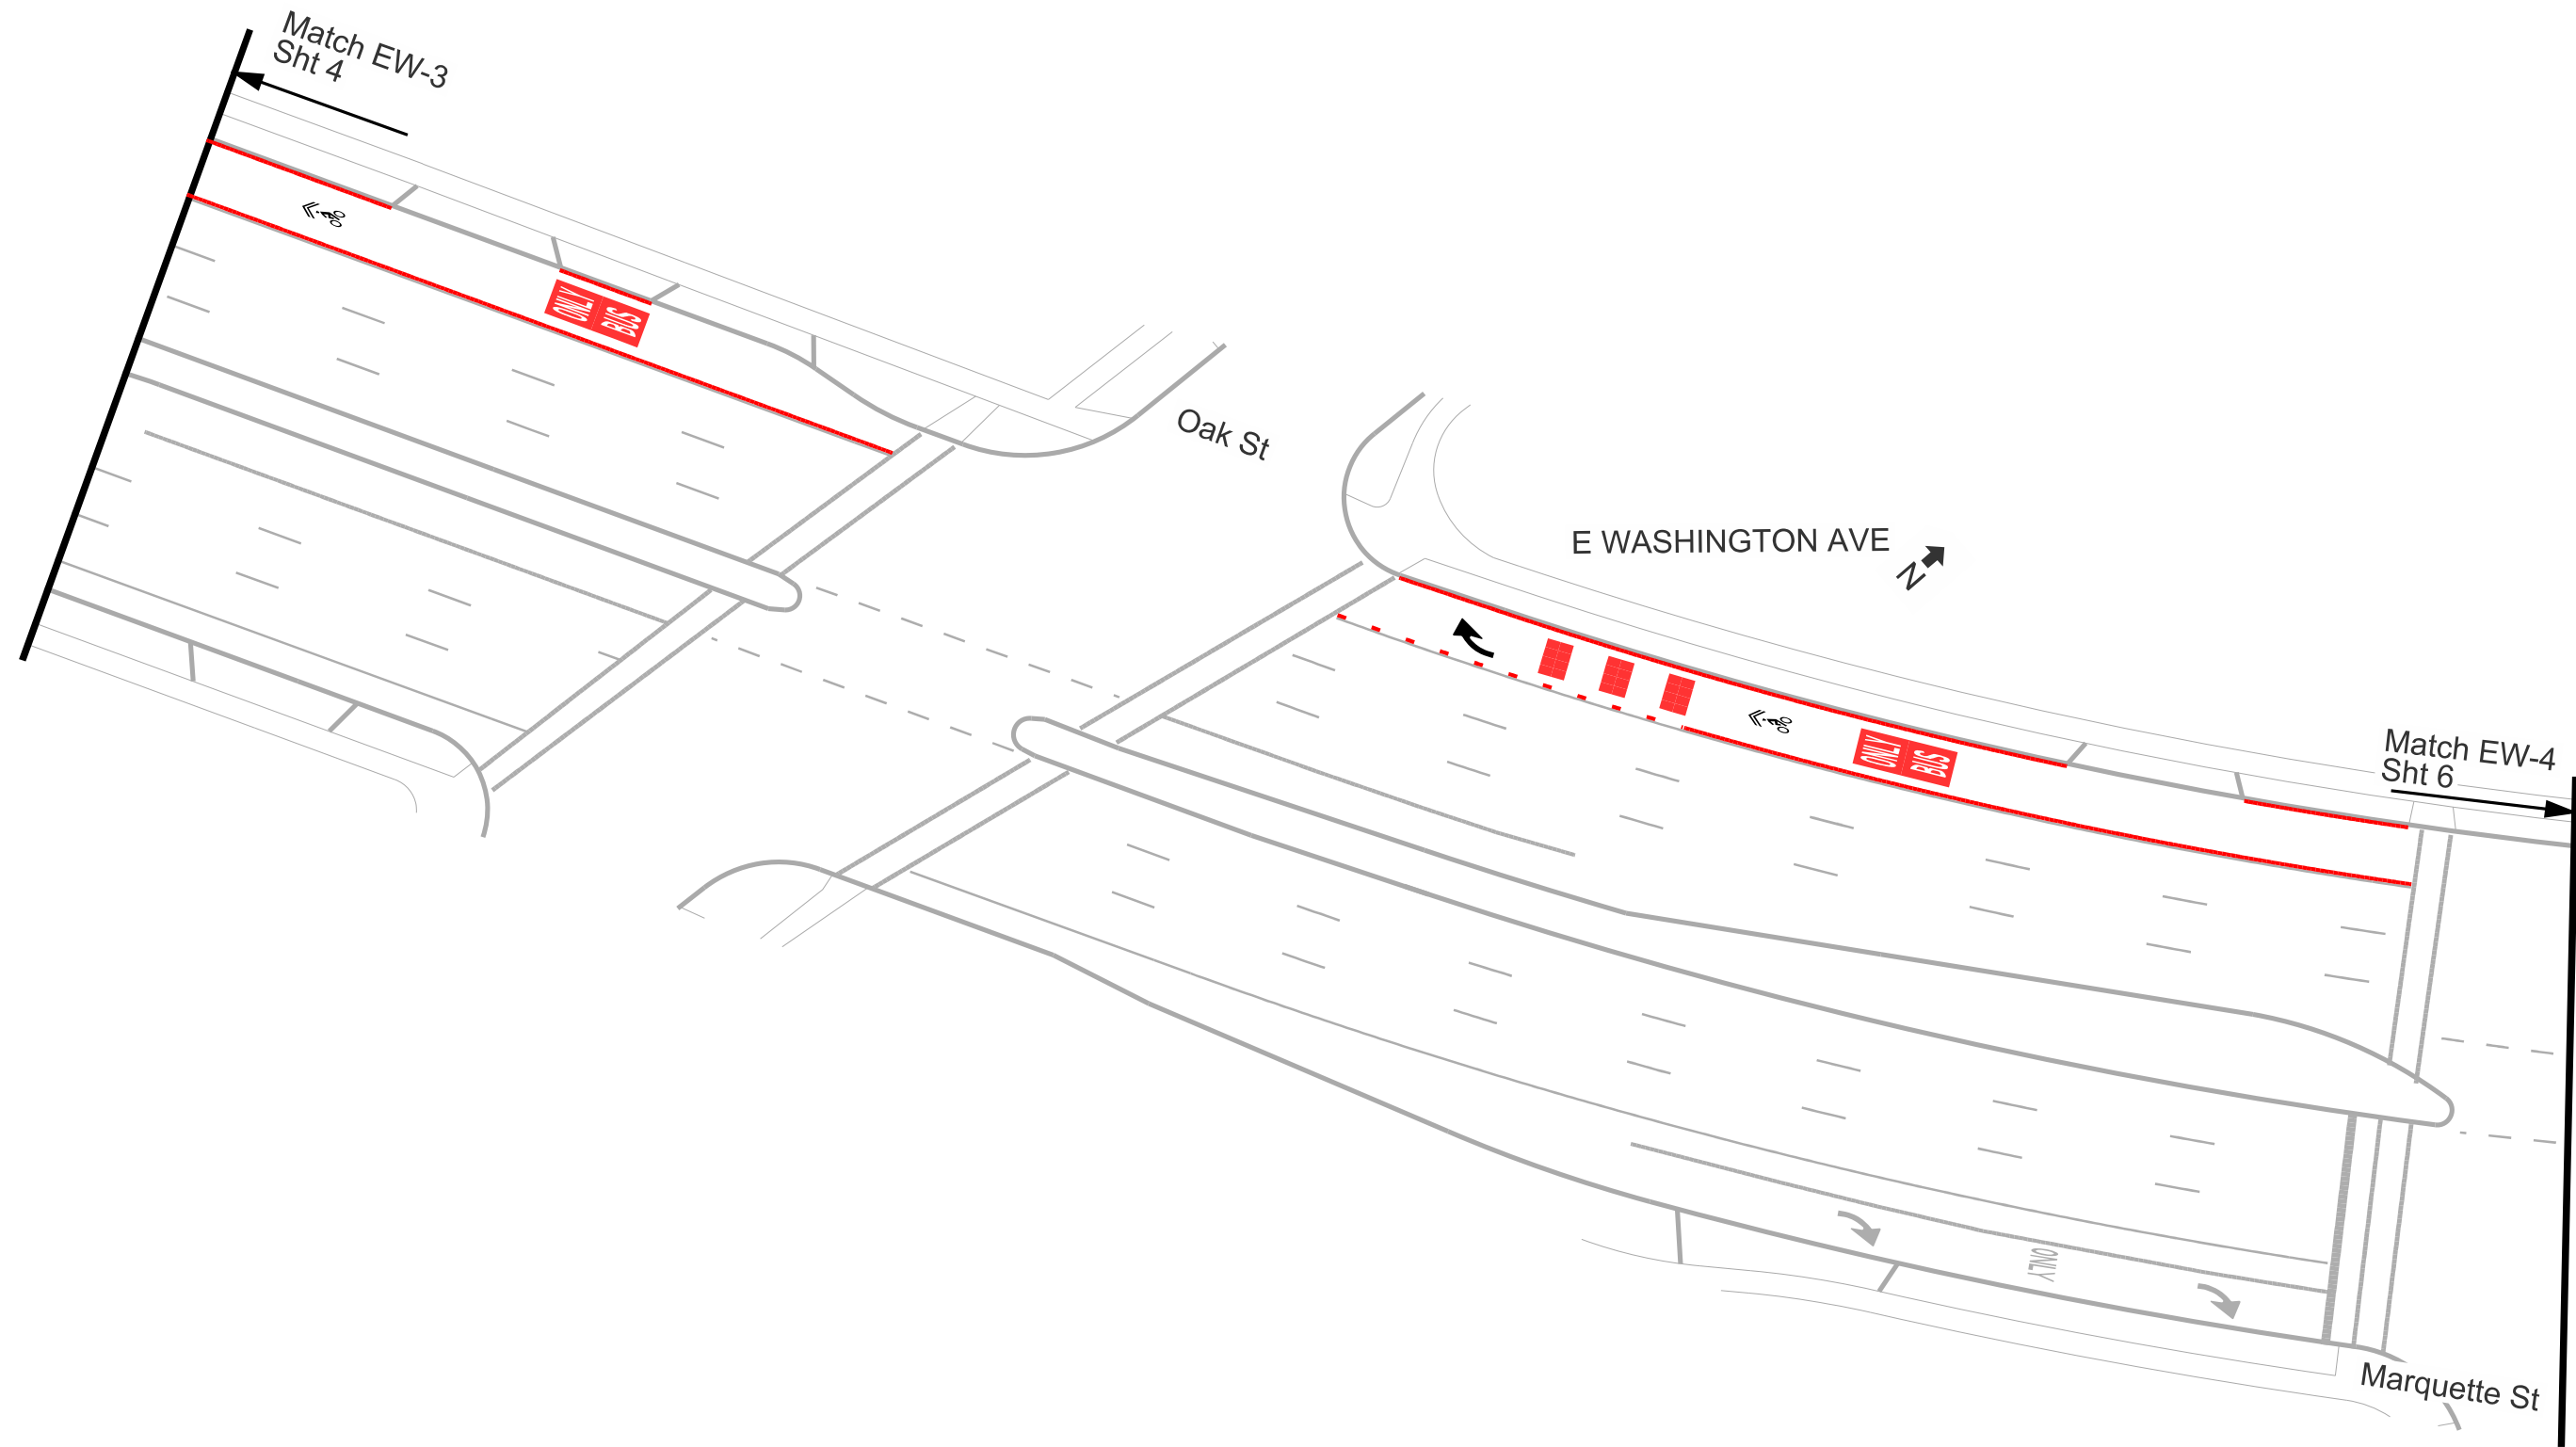 Match EW-3
Sht 4
ONLY
BUS
Oak St
E WASHINGTON AVE
N
ONLY
BUS
Match EW-4
Sht 6
ONLY
Marquette St